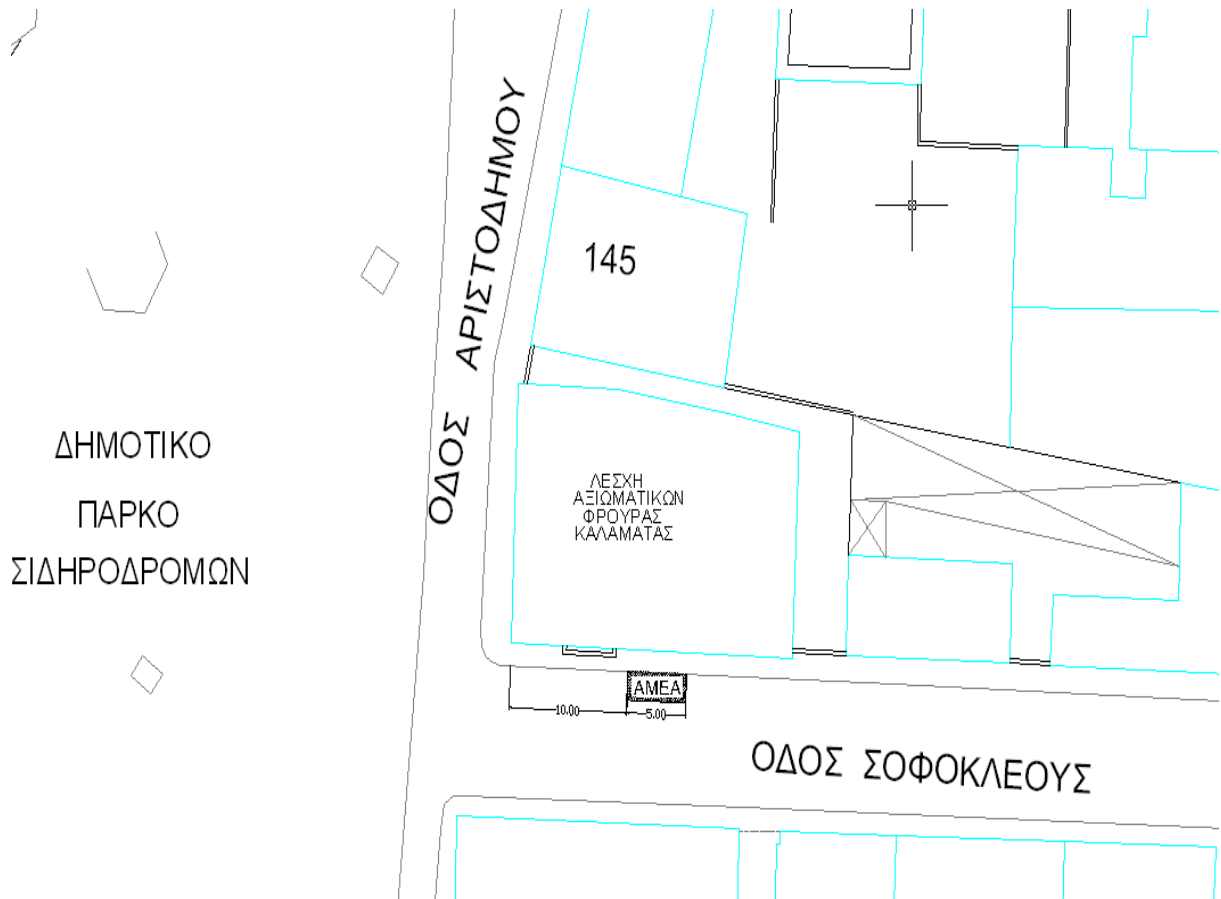 ΟΔΟΣ ΑΡΙΣΤΟΔΗΜΟΥ
145
ΔΗΜΟΤΙΚΟ
ΠΑΡΚΟ
ΣΙΔΗΡΟΔΡΟΜΩΝ
ΛΕΣΧΗ
ΑΞΙΩΜΑΤΙΚΩΝ
ΦΡΟΥΡΑΣ
ΚΑΛΑΜΑΤΑΣ
ΑΜΕΑ
10.00
5.00
ΟΔΟΣ ΣΟΦΟΚΛΕΟΥΣ